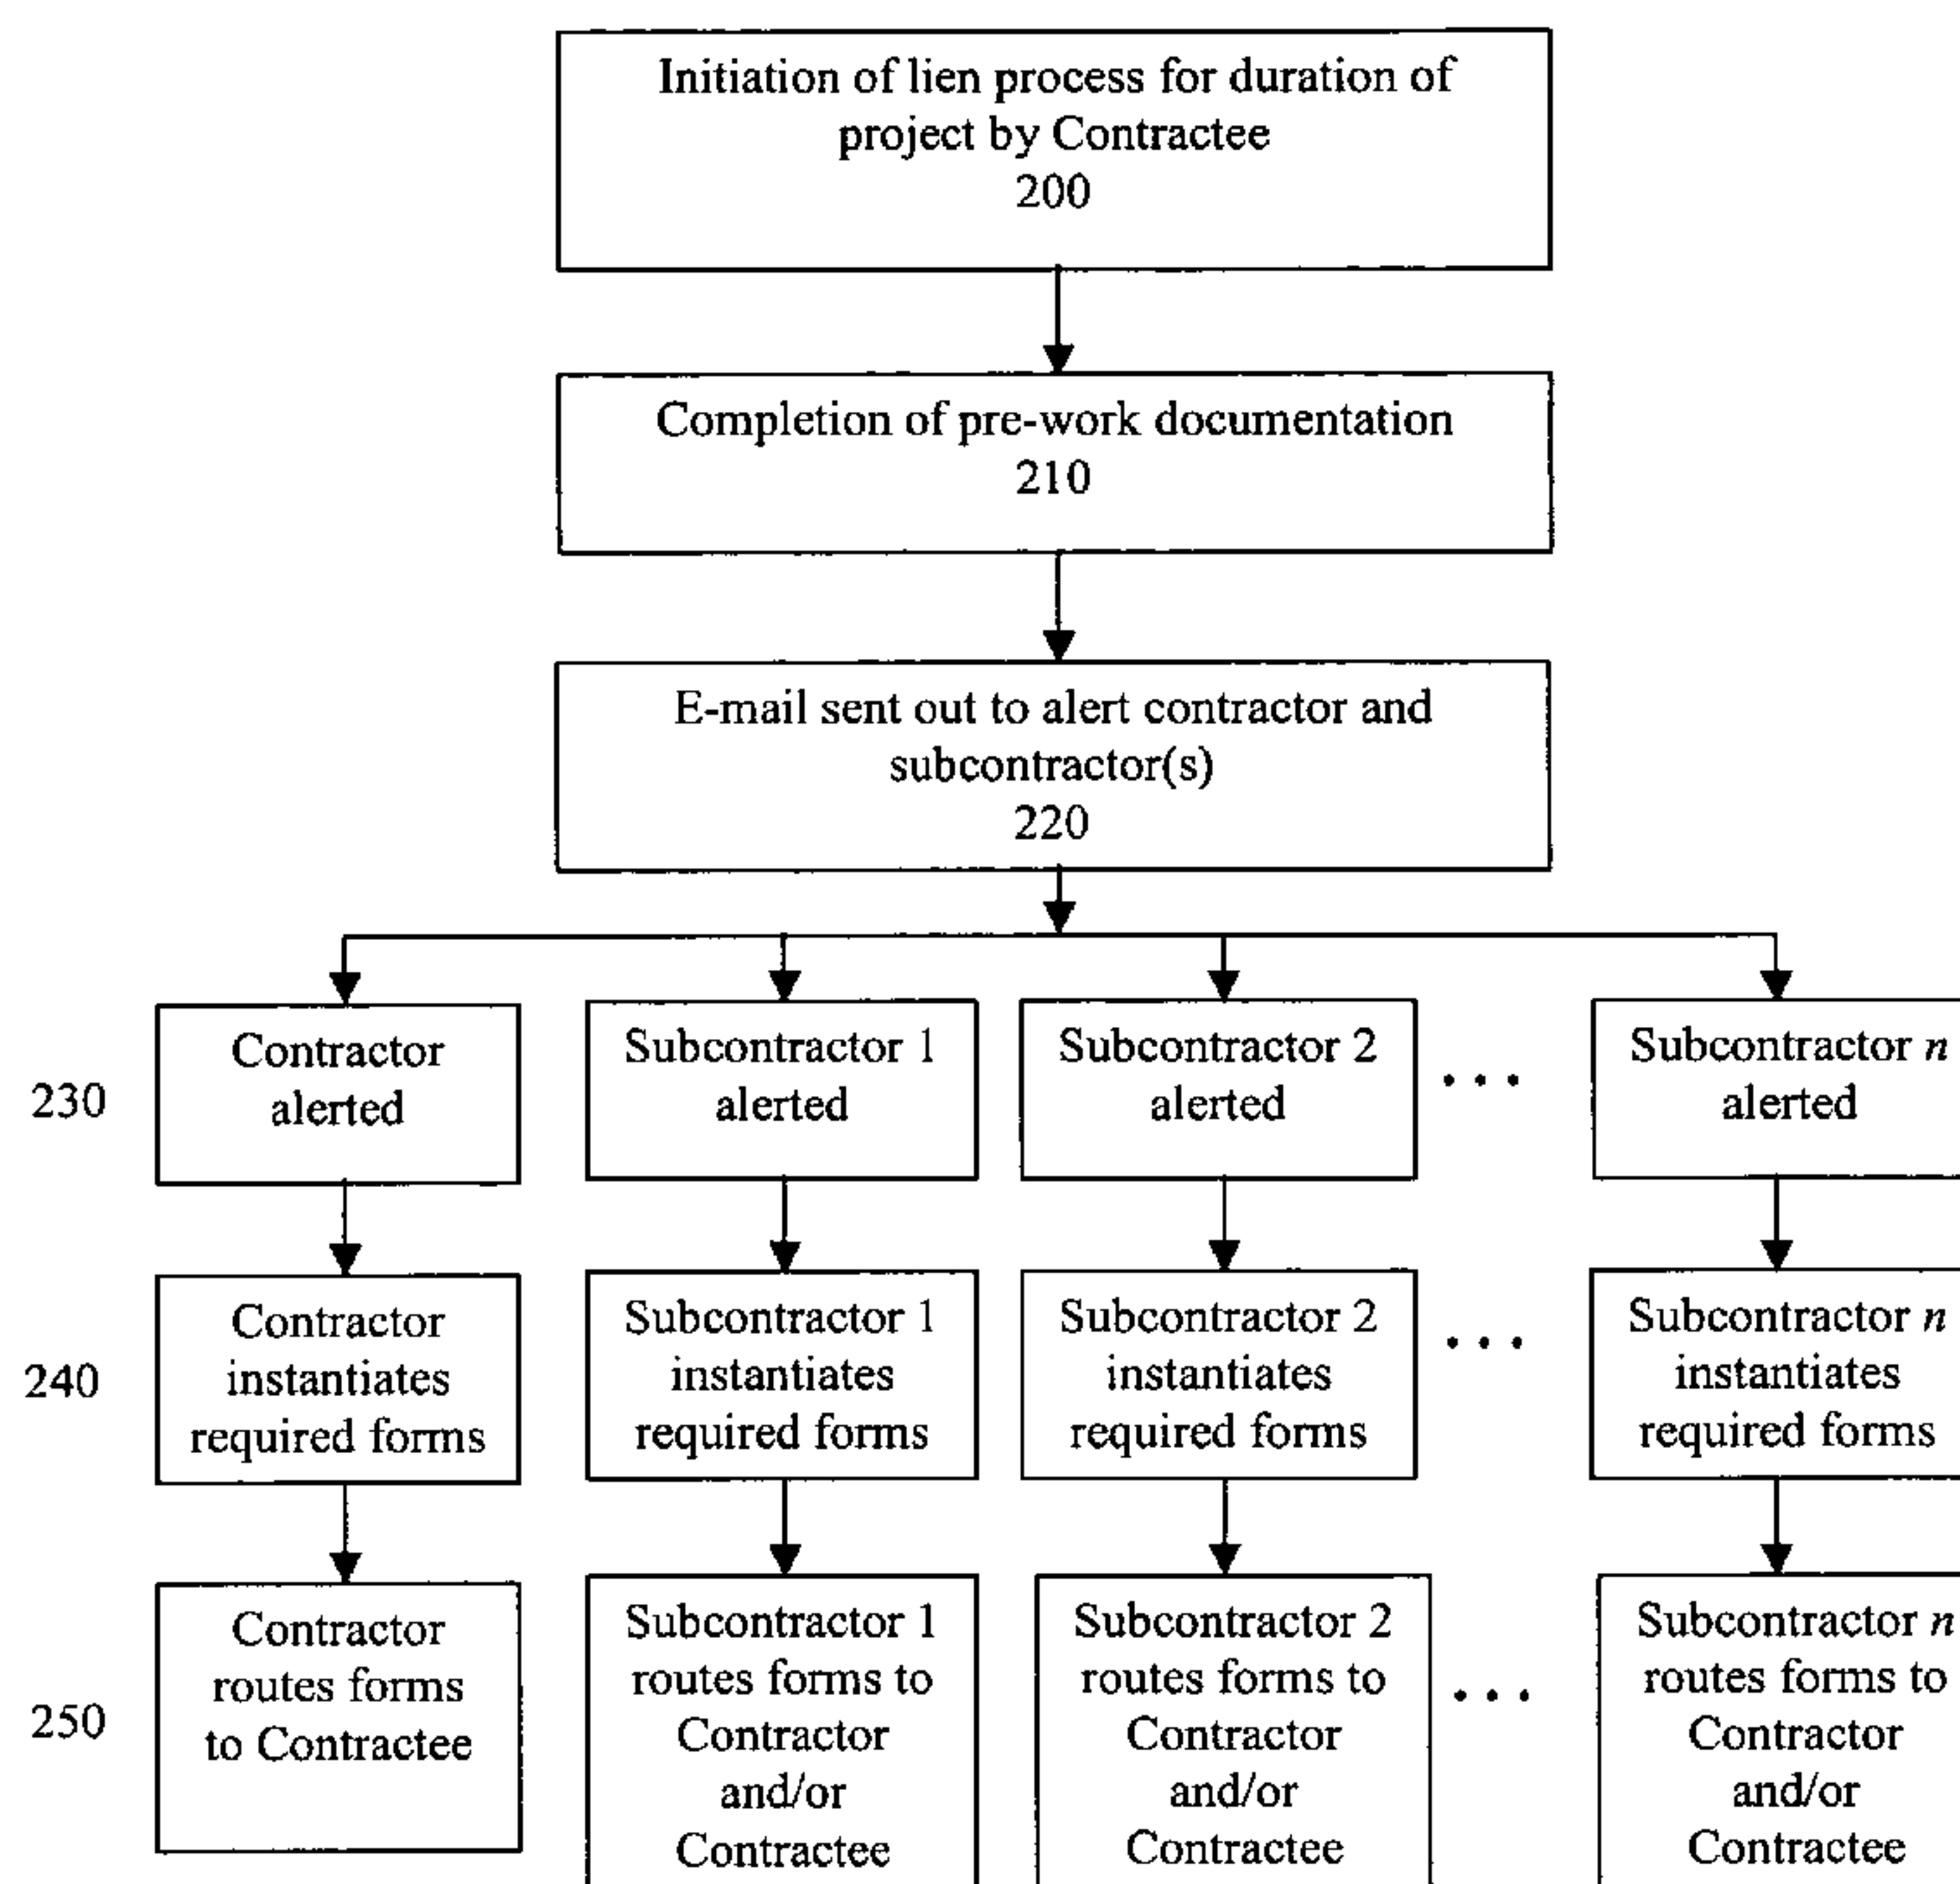 Initiation of lien process for duration of
project by Contractee
200
Completion of pre-work documentation
210
E-mail sent out to alert contractor and
subcontractor(s)
220
230
Contractor
alerted
Subcontractor 1
alerted
Subcontractor 2
alerted
• • •
Subcontractor n
alerted
240
Contractor
instantiates
required forms
Subcontractor 1
instantiates
required forms
Subcontractor 2
instantiates
required forms
• • •
Subcontractor n
instantiates
required forms
250
Contractor
routes forms
to Contractee
Subcontractor 1
routes forms to
Contractor
and/or
Contractee
Subcontractor 2
routes forms to
Contractor
and/or
Contractee
• • •
Subcontractor n
routes forms to
Contractor
and/or
Contractee